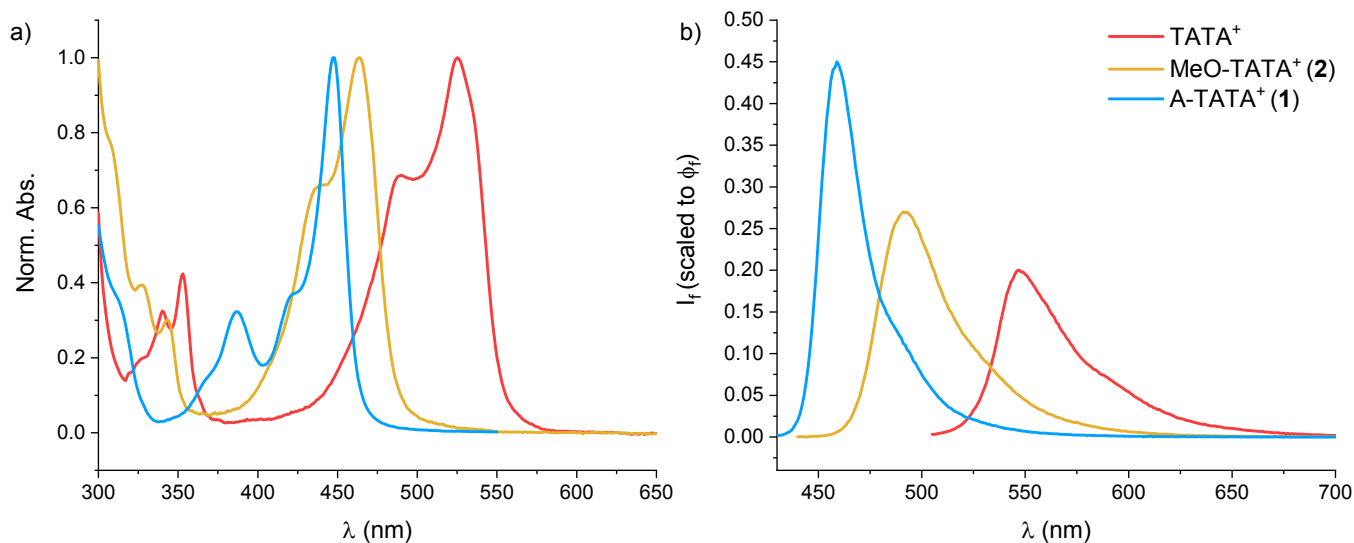 a)
Norm. Abs.
1.0
0.8
0.6
0.4
0.2
0.0
300 350 400 450 500 550 600 650
λ (nm)
b)
I_f (scaled to ϕ_f)
0.50
0.45
0.40
0.35
0.30
0.25
0.20
0.15
0.10
0.05
0.00
450 500 550 600 650 700
λ (nm)
TATA⁺
MeO-TATA⁺ (2)
A-TATA⁺ (1)